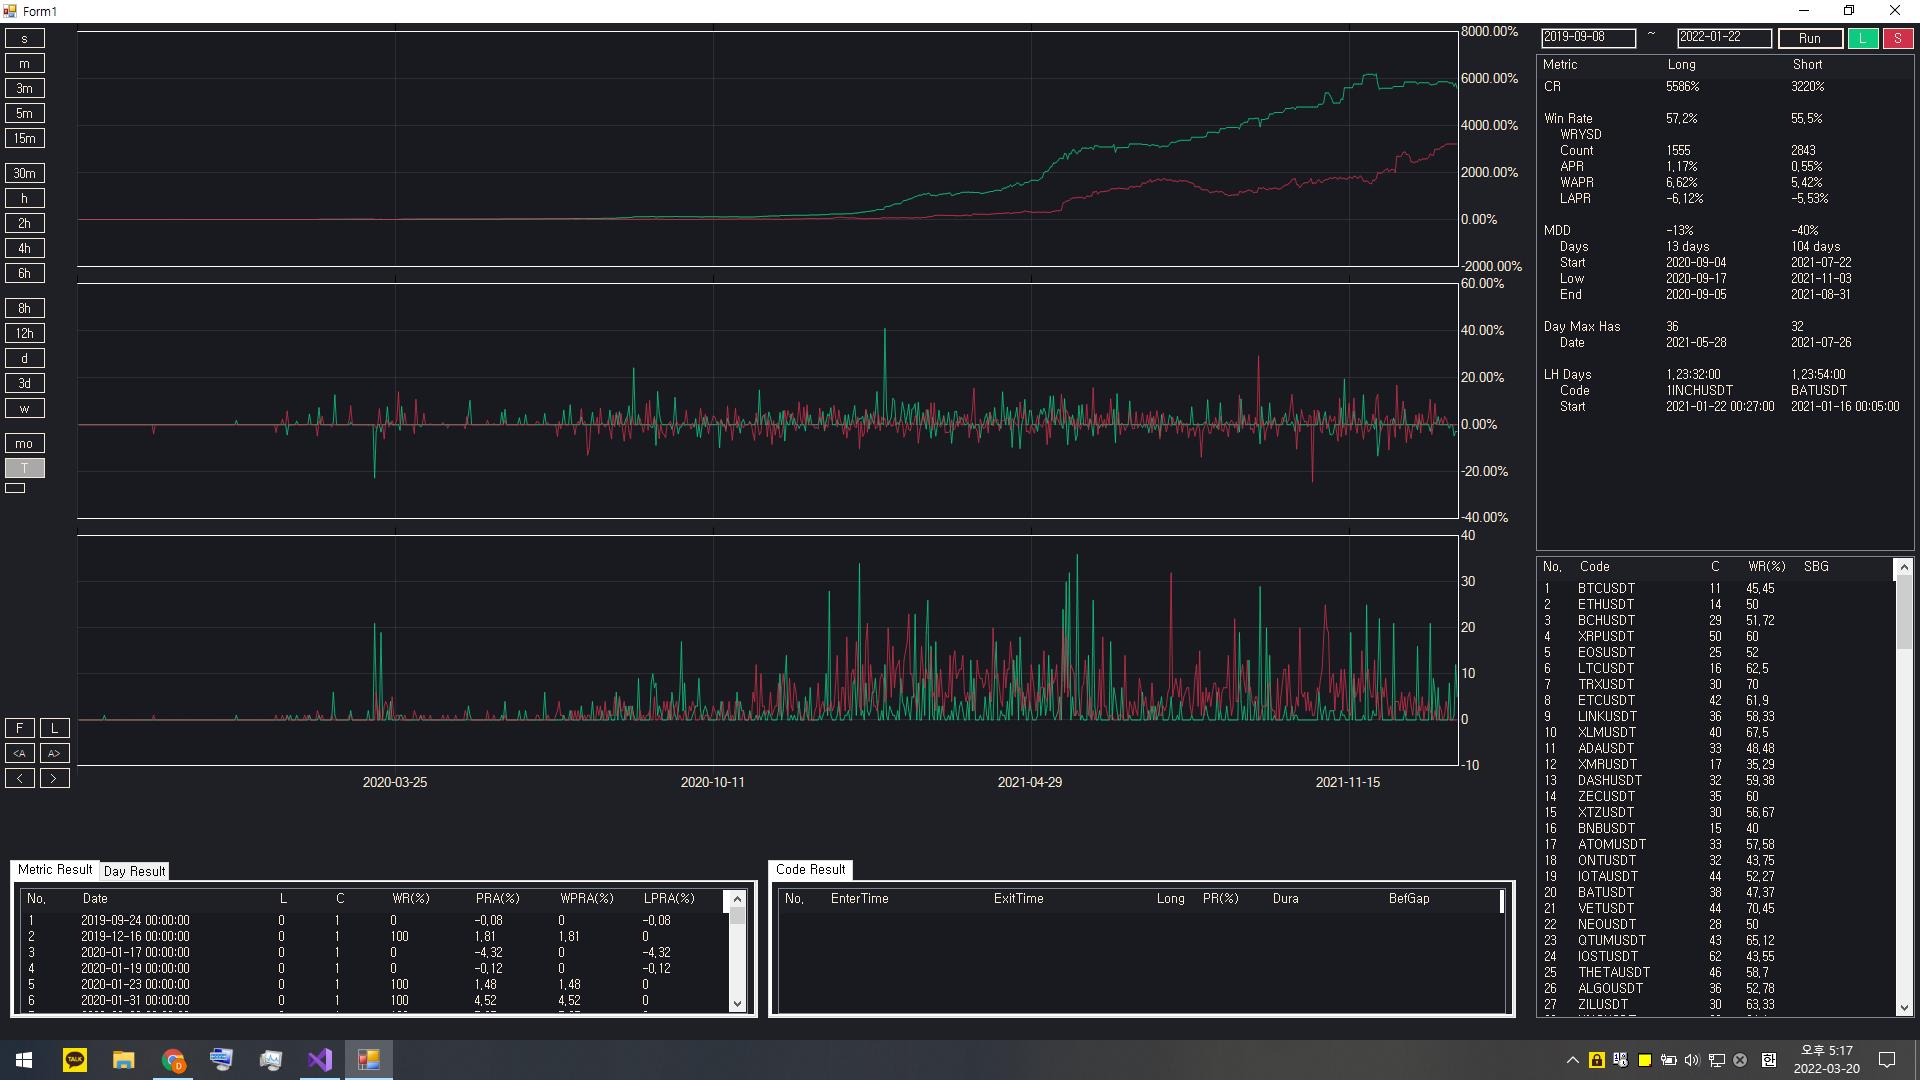 Form1
s
m
3m
5m
15m
30m
h
2h
4h
6h
8h
12h
d
3d
w
mo
T
F L
<A A>
< >
8000.00%
6000.00%
4000.00%
2000.00%
0.00%
-2000.00%
60.00%
40.00%
20.00%
0.00%
-20.00%
-40.00%
40
30
20
10
0
-10
2020-03-25 2020-10-11 2021-04-29 2021-11-15
2019-09-08 ~ 2022-01-22 Run L S
Metric Long Short
CR 5586% 3220%
Win Rate 57,2% 55,5%
WRYSD
Count 1555 2843
APR 1,17% 0,55%
WAPR 6,62% 5,42%
LAPR -6,12% -5,53%
MDD -13% -40%
Days 13 days 104 days
Start 2020-09-04 2021-07-22
Low 2020-09-17 2021-11-03
End 2020-09-05 2021-08-31
Day Max Has 36 32
Date 2021-05-28 2021-07-26
LH Days 1,23:32:00 1,23:54:00
Code 1INCHUSDT BATUSDT
Start 2021-01-22 00:27:00 2021-01-16 00:05:00
No, Code C WR(%) SBG
1 BTCUSDT 11 45,45
2 ETHUSDT 14 50
3 BCHUSDT 29 51,72
4 XRPUSDT 50 60
5 EOSUSDT 25 52
6 LTCUSDT 16 62,5
7 TRXUSDT 30 70
8 ETCUSDT 42 61,9
9 LINKUSDT 36 58,33
10 XLMUSDT 40 67,5
11 ADAUSDT 33 48,48
12 XMRUSDT 17 35,29
13 DASHUSDT 32 59,38
14 ZECUSDT 35 60
15 XTZUSDT 30 56,67
16 BNBUSDT 15 40
17 ATOMUSDT 33 57,58
18 ONTUSDT 32 43,75
19 IOTAUSDT 44 52,27
20 BATUSDT 38 47,37
21 VETUSDT 44 70,45
22 NEOUSDT 28 50
23 QTUMUSDT 43 65,12
24 IOSTUSDT 62 43,55
25 THETAUSDT 46 58,7
26 ALGOUSDT 36 52,78
27 ZILUSDT 30 63,33
Metric Result Day Result
No, Date L C WR(%) PRA(%) WPRA(%) LPRA(%)
1 2019-09-24 00:00:00 0 1 0 -0,08 0 -0,08
2 2019-12-16 00:00:00 0 1 100 1,81 1,81 0
3 2020-01-17 00:00:00 0 1 0 -4,32 0 -4,32
4 2020-01-19 00:00:00 0 1 0 -0,12 0 -0,12
5 2020-01-23 00:00:00 0 1 100 1,48 1,48 0
6 2020-01-31 00:00:00 0 1 100 4,52 4,52 0
Code Result
No, EnterTime ExitTime Long PR(%) Dura BefGap
TALK
D
오후 5:17
2022-03-20